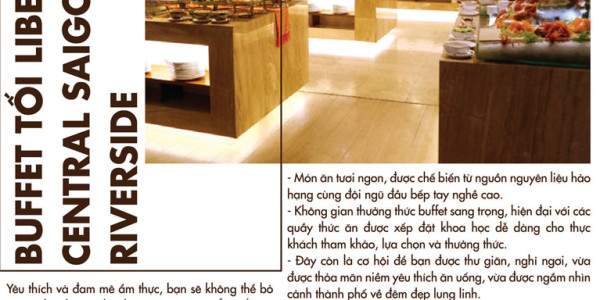 BUFFET TỐI LIBE
CENTRAL SAIGO
RIVERSIDE
- Món ăn tươi ngon, được chế biến từ nguồn nguyên liệu hảo
hạng cùng đội ngũ đầu bếp tay nghề cao.
- Không gian thưởng thức buffet sang trọng, hiện đại với các
quầy thức ăn được xếp đặt khoa học dễ dàng cho thực
khách tham khảo, lựa chọn và thưởng thức.
- Đây còn là cơ hội để bạn được thư giãn, nghỉ ngơi, vừa
được thỏa mãn niềm yêu thích ăn uống, vừa được ngắm nhìn
cảnh thành phố về đêm đẹp lung linh.
Yêu thích và đam mê ẩm thực, bạn sẽ không thể bỏ